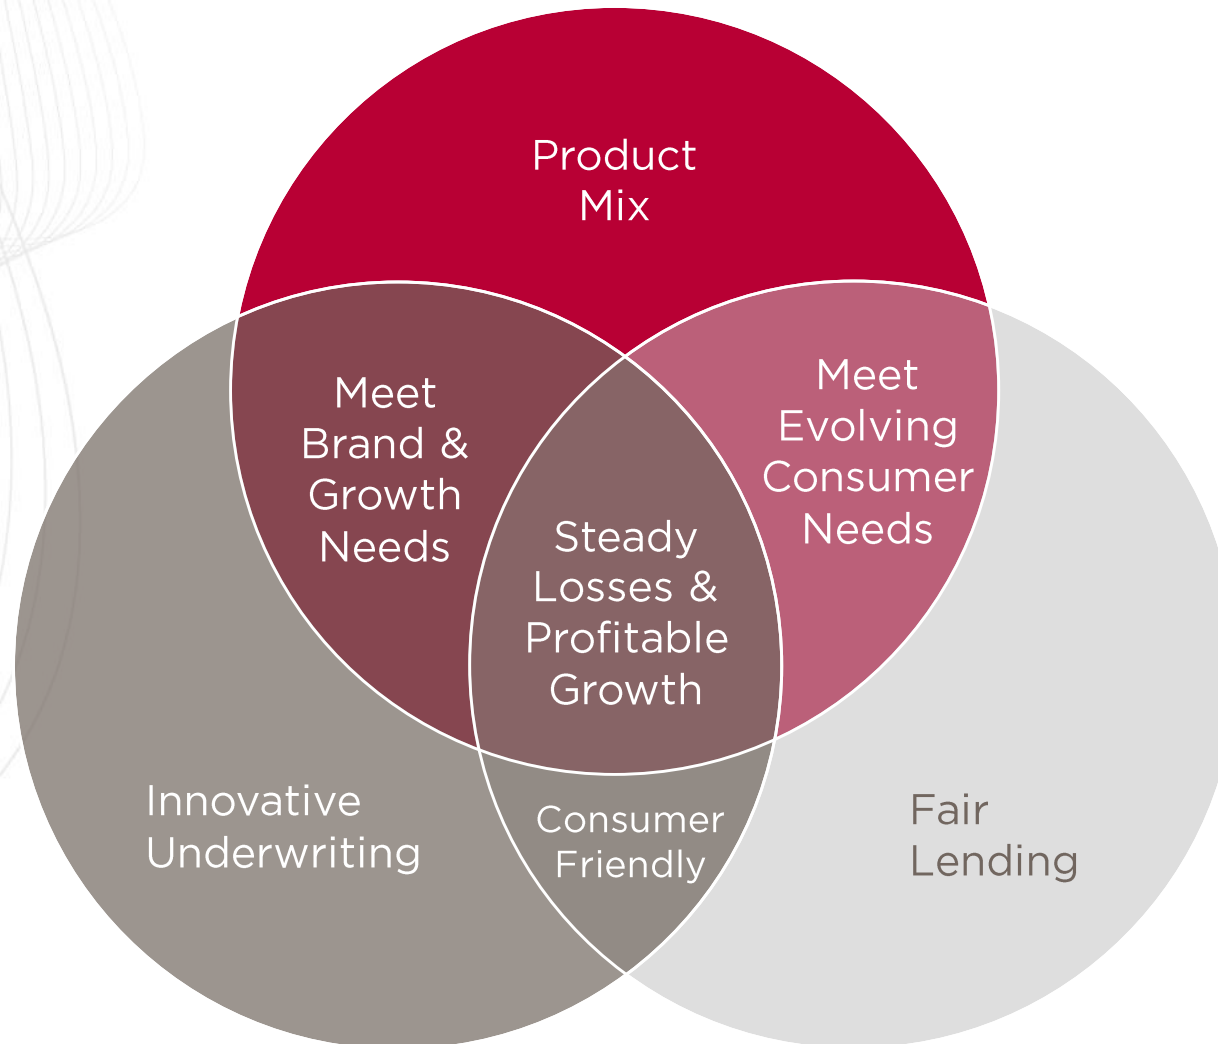 Product
Mix
Meet
Brand &
Growth
Needs
Meet
Evolving
Consumer
Needs
Steady
Losses &
Profitable
Growth
Innovative
Underwriting
Consumer
Friendly
Fair
Lending